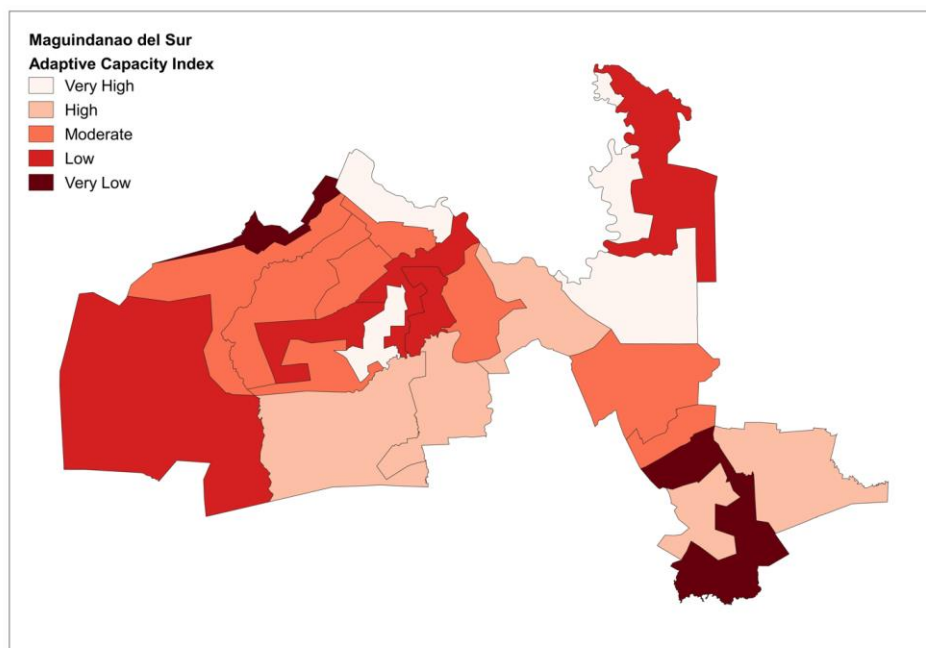 Maguindanao del Sur
Adaptive Capacity Index
Very High
High
Moderate
Low
Very Low